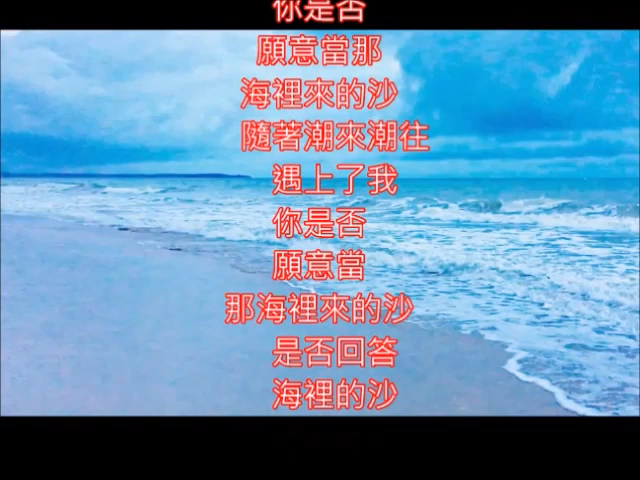 你是否
願意當那
海裡來的沙
隨著潮來潮往
遇上了我
你是否
願意當
那海裡來的沙
是否回答
海裡的沙